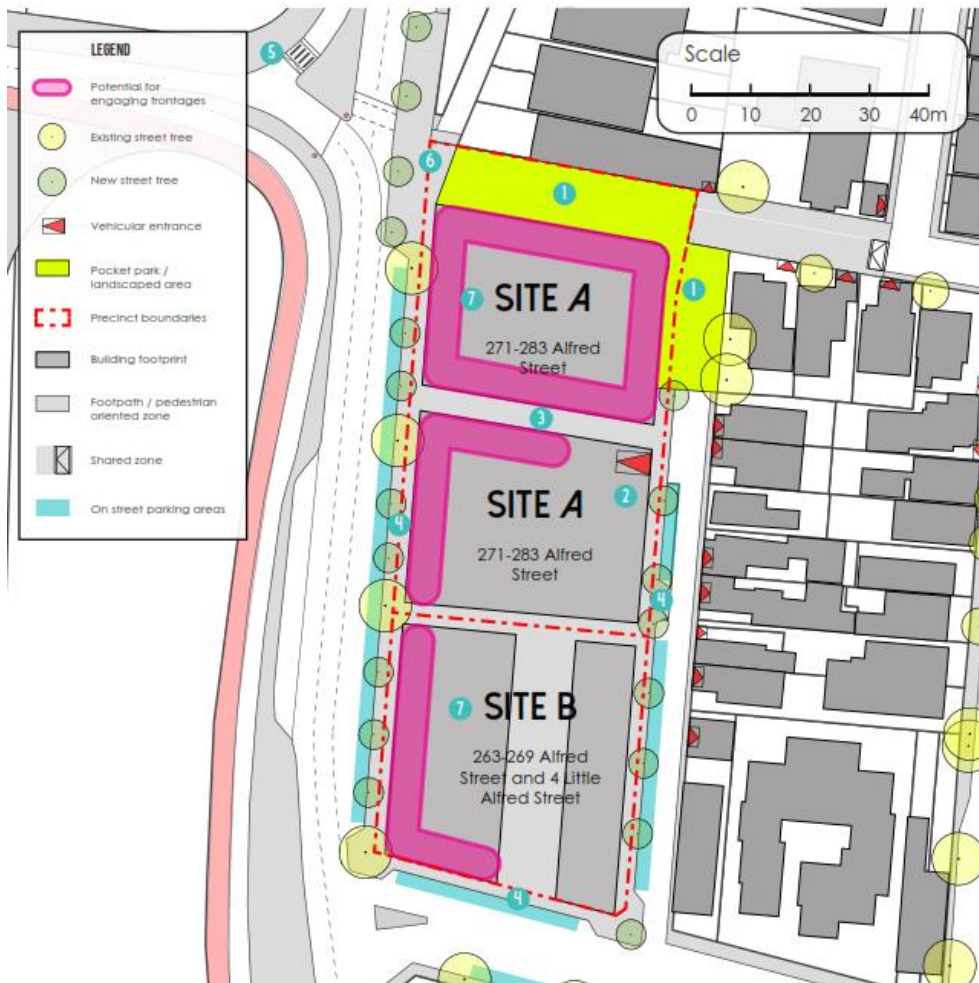 LEGEND
Potential for
engaging frontages
Existing street tree
New street tree
Vehicular entrance
Pocket park /
landscaped area
Precinct boundaries
Building footprint
Footpath / pedestrian
oriented zone
Shared zone
On street parking areas
Scale
0 10 20 30 40m
5
6
1
1
7
SITE A
271-283 Alfred
Street
3
SITE A
2
271-283 Alfred
Street
4
4
7
SITE B
263-269 Alfred
Street and 4 Little
Alfred Street
4